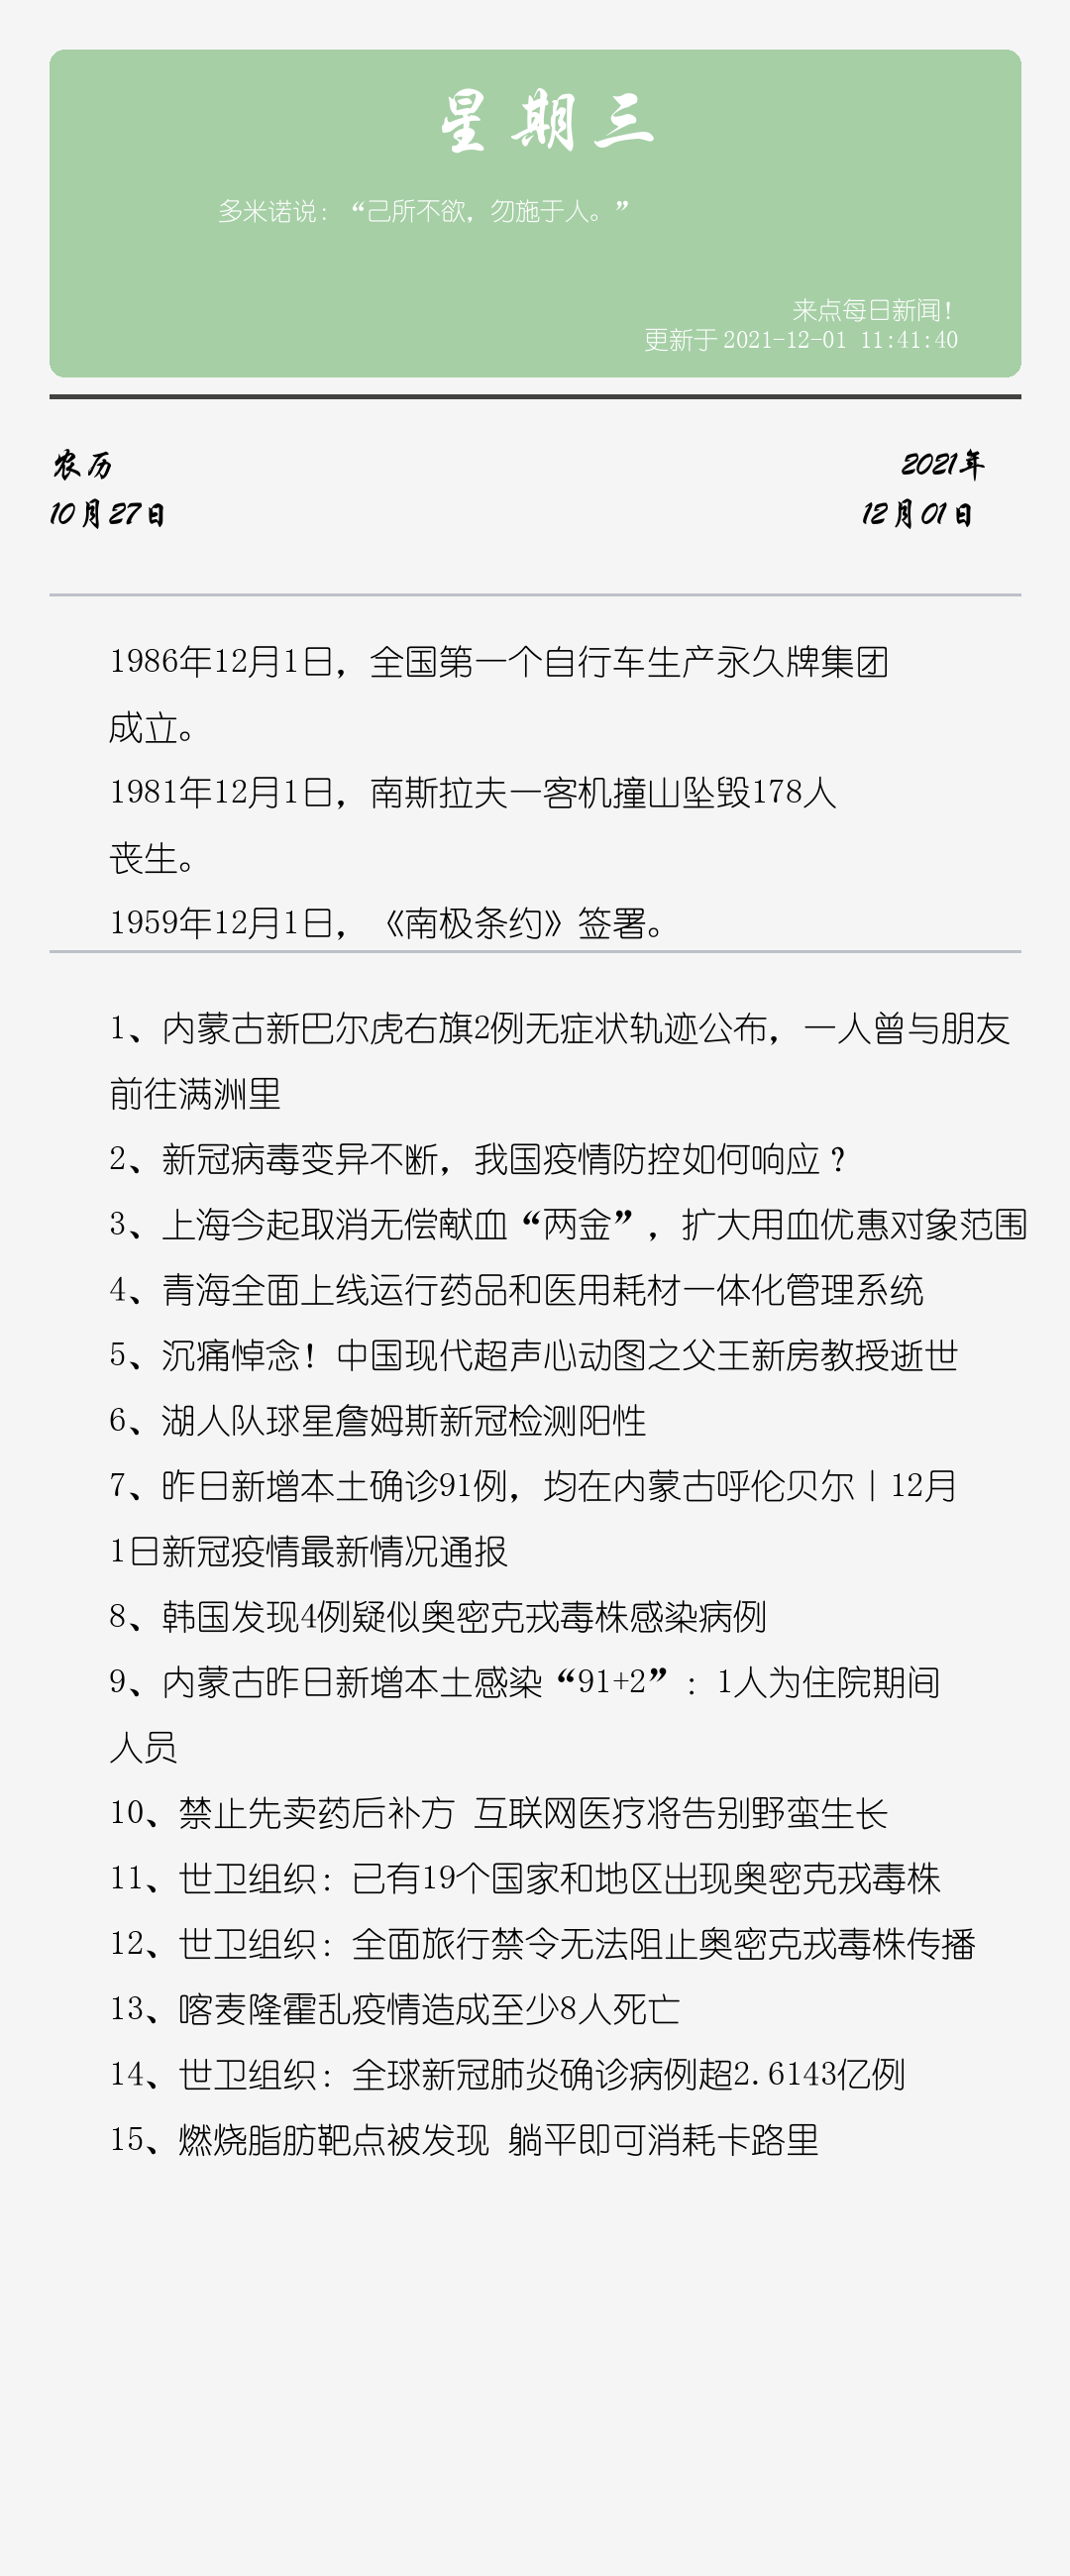 星期三
多米诺说：“己所不欲，勿施于人。”
来点每日新闻！
更新于 2021-12-01 11:41:40
农历
2021年
10月27日
12月01日
1986年12月1日，全国第一个自行车生产永久牌集团
成立。
1981年12月1日，南斯拉夫一客机撞山坠毁178人
丧生。
1959年12月1日，《南极条约》签署。
1、内蒙古新巴尔虎右旗2例无症状轨迹公布，一人曾与朋友
前往满洲里
2、新冠病毒变异不断，我国疫情防控如何响应？
3、上海今起取消无偿献血“两金”，扩大用血优惠对象范围
4、青海全面上线运行药品和医用耗材一体化管理系统
5、沉痛悼念！中国现代超声心动图之父王新房教授逝世
6、湖人队球星詹姆斯新冠检测阳性
7、昨日新增本土确诊91例，均在内蒙古呼伦贝尔丨12月
1日新冠疫情最新情况通报
8、韩国发现4例疑似奥密克戎毒株感染病例
9、内蒙古昨日新增本土感染“91+2”：1人为住院期间
人员
10、禁止先卖药后补方 互联网医疗将告别野蛮生长
11、世卫组织：已有19个国家和地区出现奥密克戎毒株
12、世卫组织：全面旅行禁令无法阻止奥密克戎毒株传播
13、喀麦隆霍乱疫情造成至少8人死亡
14、世卫组织：全球新冠肺炎确诊病例超2.6143亿例
15、燃烧脂肪靶点被发现 躺平即可消耗卡路里